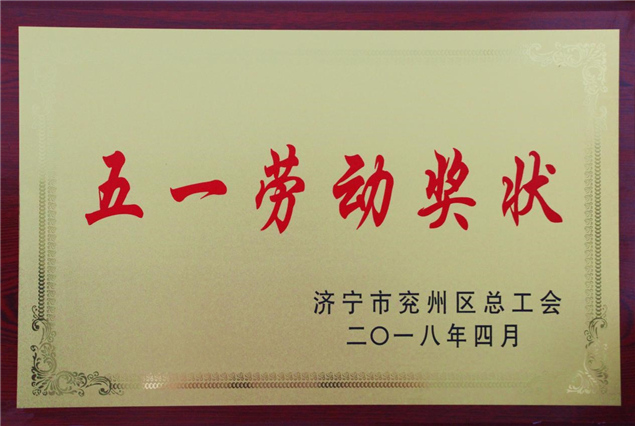 五一劳动奖状
济宁市兖州区总工会
二〇一八年四月